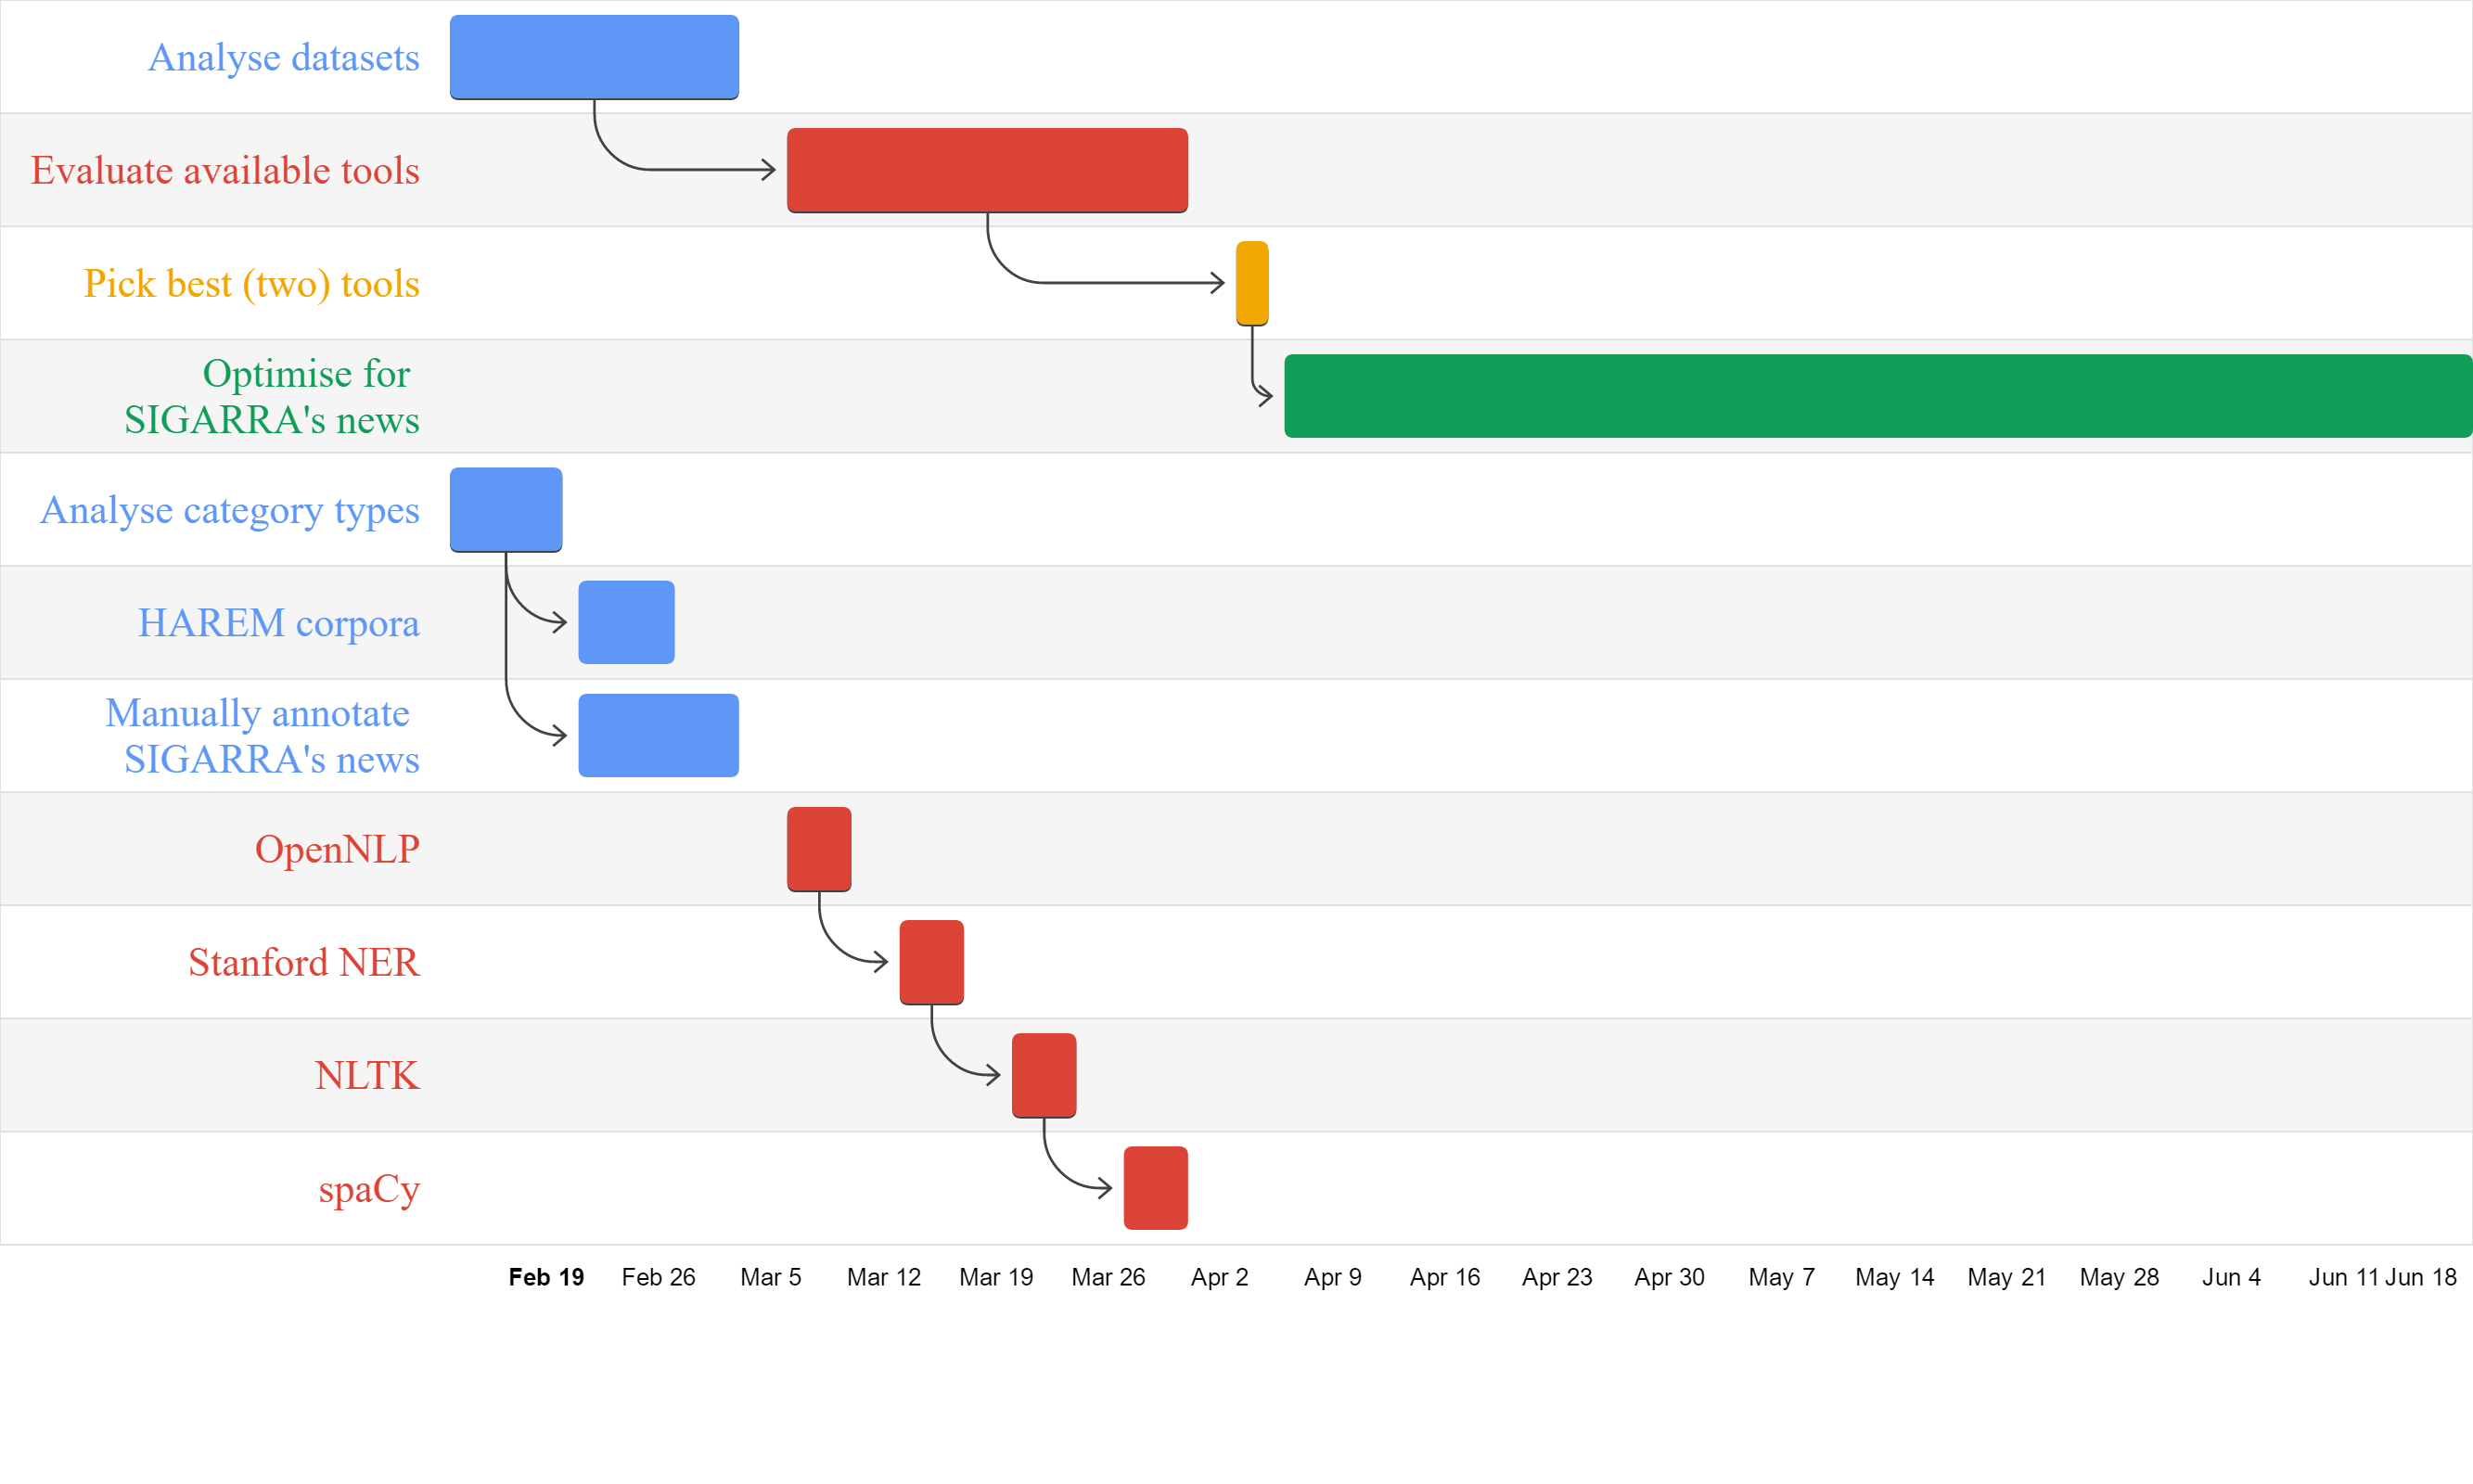 Analyse datasets
Evaluate available tools
Pick best (two) tools
Optimise for
SIGARRA's news
Analyse category types
HAREM corpora
Manually annotate
SIGARRA's news
OpenNLP
Stanford NER
NLTK
spaCy
Feb 19 Feb 26 Mar 5 Mar 12 Mar 19 Mar 26 Apr 2 Apr 9 Apr 16 Apr 23 Apr 30 May 7 May 14 May 21 May 28 Jun 4 Jun 11 Jun 18